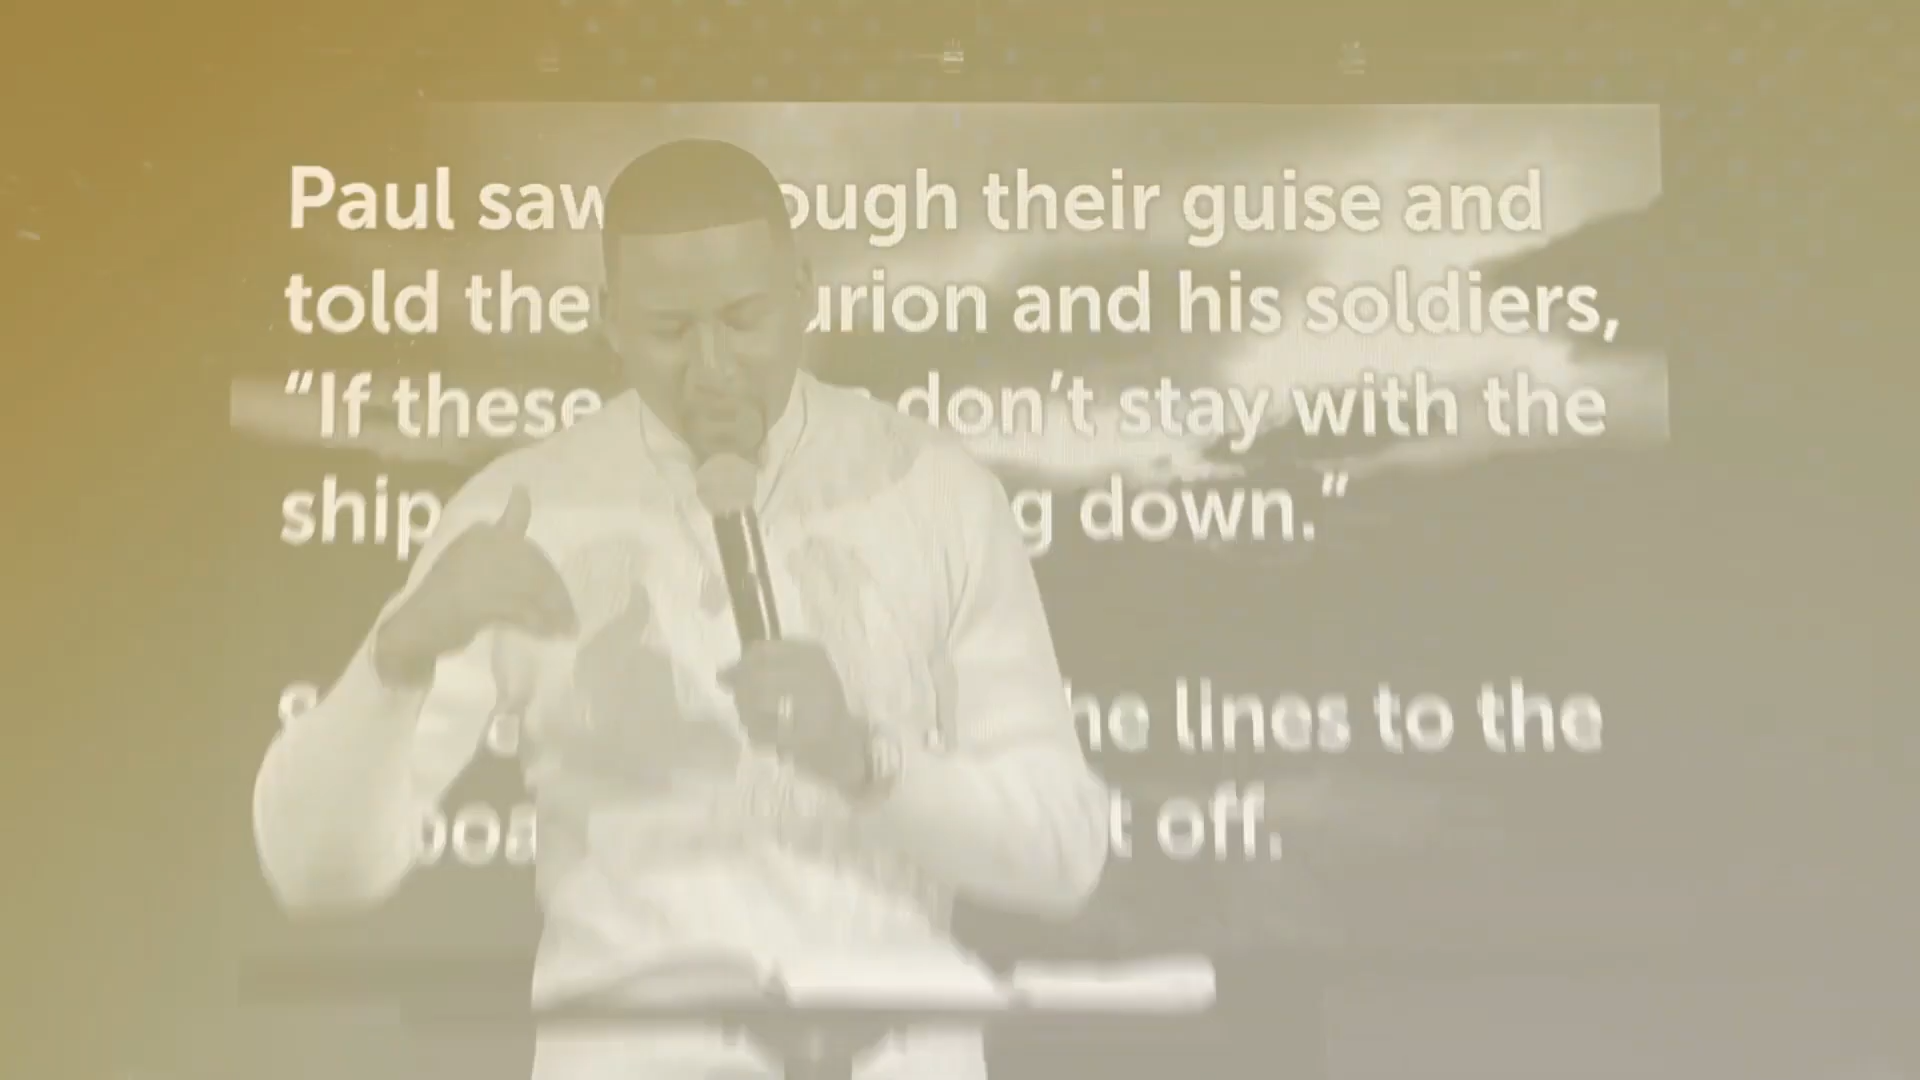 Paul saw ough their guise and
told the urion and his soldiers,
“If these don’t stay with the
ship g down.”
he lines to the
boa t off.